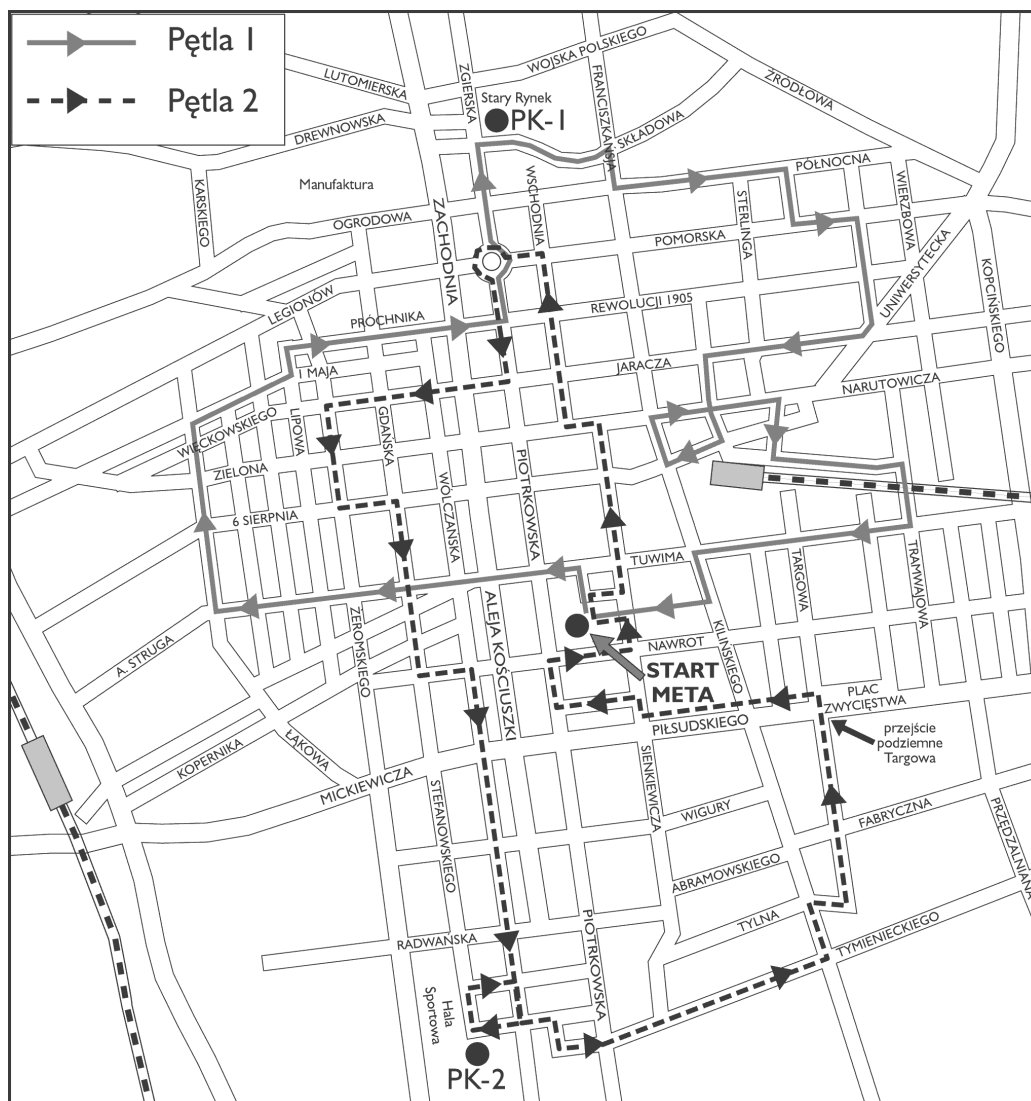 Pętla 1
Pętla 2
WOJSKA POLSKIEGO
LUTOMIERSKA
ZGIERSKA
FRANCISZKAŃSKA
ŹRÓDŁOWA
Stary Rynek
PK-1
DREWNOWSKA
SKŁADOWA
PÓŁNOCNA
KARSKIEGO
Manufaktura
WSCHODNIA
STERLINGA
WIERZBOWA
OGRODOWA
ZACHODNIA
POMORSKA
UNIWERSYTECKA
KOPCIŃSKIEGO
LEGIONÓW
REWOLUCJI 1905
PRÓCHNIKA
1 MAJA
JARACZA
NARUTOWICZA
WIĘCKOWSKIEGO
LIPOWA
GDAŃSKA
ZIELONA
PIOTRKOWSKA
WÓLCZAŃSKA
6 SIERPNIA
TUWIMA
TARGOWA
TRAMWAJOWA
ALEJA KOŚCIUSZKI
ŻEROMSKIEGO
KILIŃSKIEGO
A. STRUGA
NAWROT
START
META
PLAC
ZWYCIĘSTWA
PIŁSUDSKIEGO
przejście
podziemne
Targowa
KOPERNIKA
ŁĄKOWA
MICKIEWICZA
SIENKIEWICZA
STEFANOWSKIEGO
WIGURY
FABRYCZNA
PRZĘDZALNIANA
ABRAMOWSKIEGO
TYLNA
RADWAŃSKA
PIOTRKOWSKA
TYMIENIECKIEGO
Hala
Sportowa
PK-2